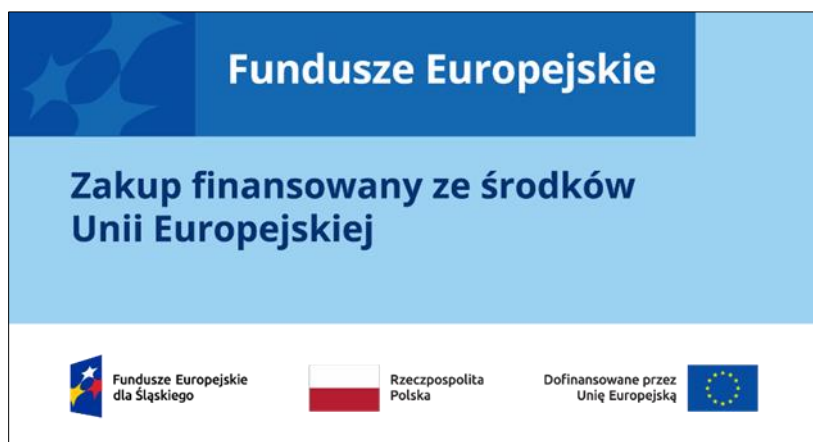 Fundusze Europejskie
Zakup finansowany ze środków
Unii Europejskiej
Fundusze Europejskie
dla Śląskiego
Rzeczpospolita
Polska
Dofinansowane przez
Unię Europejską